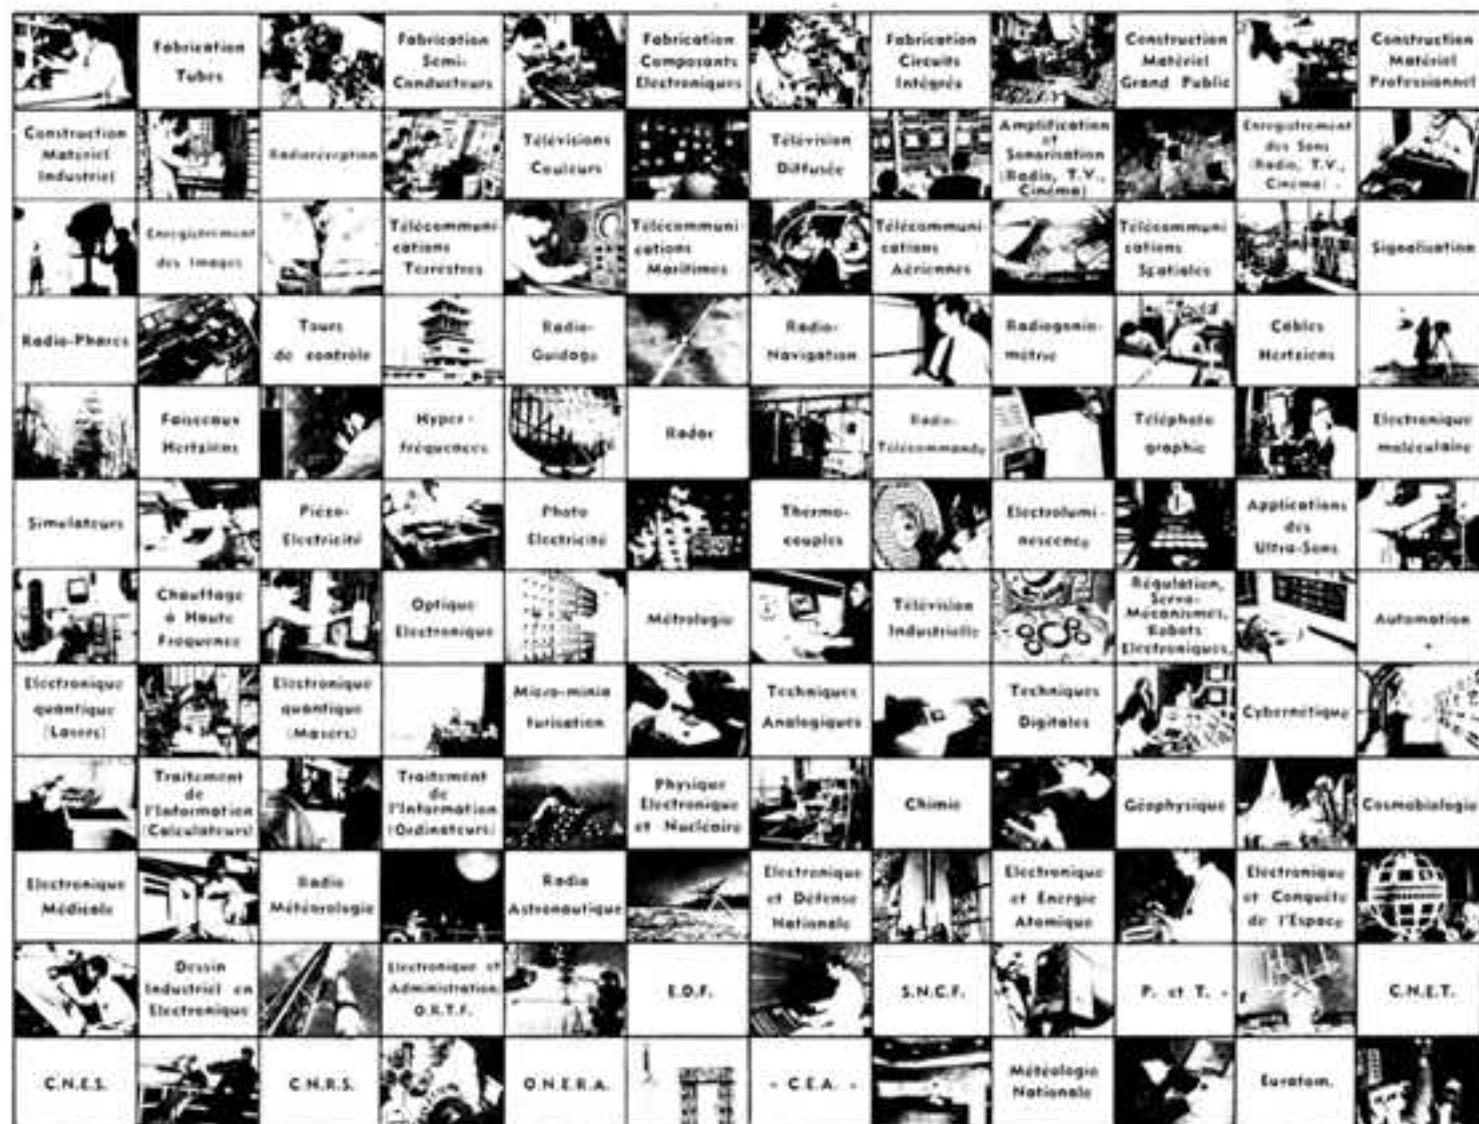 Fabrication
Tubes
Fabrication
Semi-
Conducteurs
Fabrication
Composants
Electroniques
Fabrication
Circuits
Intégrés
Construction
Matériel
Grand Public
Construction
Matériel
Professionnel
Construction
Matériel
Industriel
Radioréception
Télévisions
Couleurs
Télévision
Diffusée
Amplification
et
Sonorisation
(Radio, T.V.,
Cinéma)
Enregistrement
des Sons
(Radio, T.V.,
Cinéma)
Enregistrement
des Images
Télécommuni
cations
Terrestres
Télécommuni
cations
Maritimes
Télécommuni
cations
Aériennes
Télécommuni
cations
Spatiales
Signalisation
Radio-Phares
Tours
de contrôle
Radio-
Guidage
Radio-
Navigation
Radiogonio-
métrie
Câbles
Hertziens
Faisceaux
Hertziens
Hyper-
fréquences
Radar
Radio-
Télécommande
Téléphoto
graphie
Electronique
moléculaire
Simulateurs
Piézo-
Electricité
Photo
Electricité
Thermo-
couples
Electrolumi-
nescence
Applications
des
Ultra-Sons
Chauffage
à Haute
Fréquence
Optique
Electronique
Métrologie
Télévision
Industrielle
Régulation,
Servo-
Mécanismes,
Robots
Electroniques,
Automation
Electronique
quantique
(Lasers)
Electronique
quantique
(Masers)
Micro-minia
turisation
Techniques
Analogiques
Techniques
Digitales
Cybernétique
Traitement
de
l'Information
(Calculateurs)
Traitement
de
l'Information
(Ordinateurs)
Physique
Electronique
et Nucléaire
Chimie
Géophysique
Cosmobiologie
Electronique
Médicale
Radio
Météorologie
Radio
Astronautique
Electronique
et Défense
Nationale
Electronique
et Energie
Atomique
Electronique
et Conquête
de l'Espace
Dessin
Industriel en
Electronique
Electronique et
Administration
O.R.T.F.
E.D.F.
S.N.C.F.
P. et T.
C.N.E.T.
C.N.E.S.
C.N.R.S.
O.N.E.R.A.
- C.E.A. -
Météologie
Nationale
Euratom.